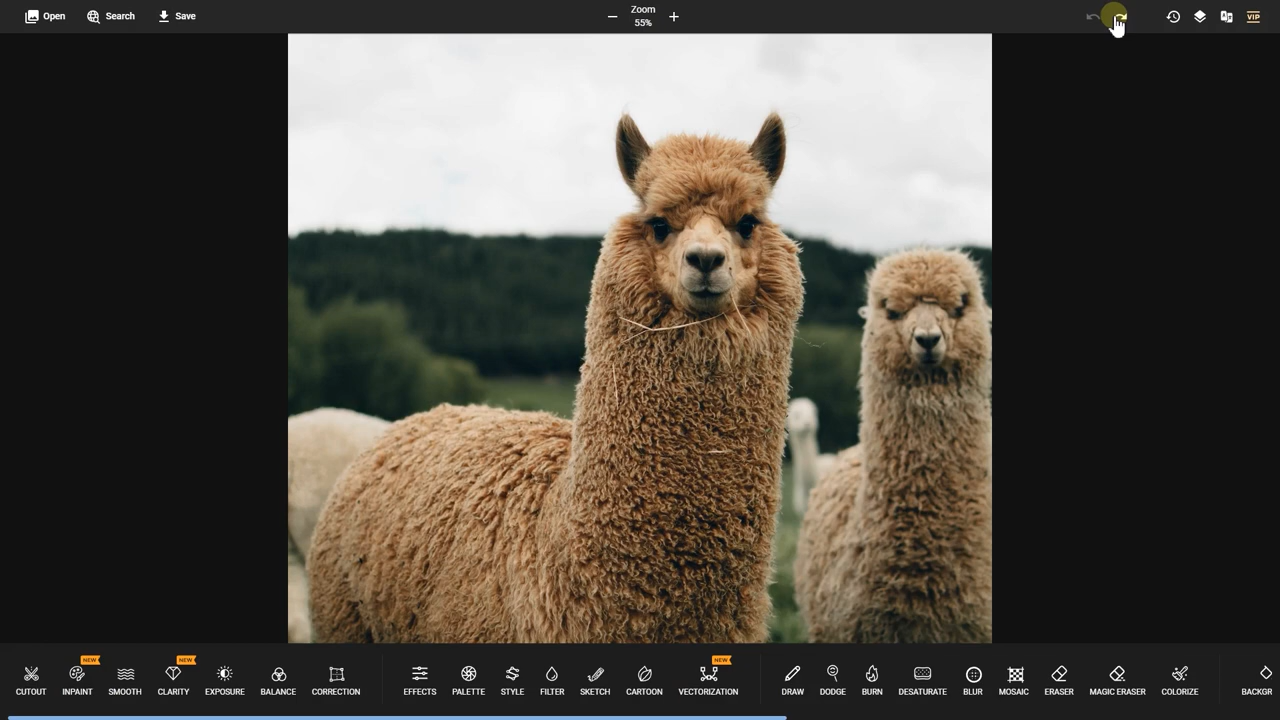 Open
Search
Save
Zoom
55%
VIP
NEW
NEW
NEW
CUTOUT
INPAINT
SMOOTH
CLARITY
EXPOSURE
BALANCE
CORRECTION
EFFECTS
PALETTE
STYLE
FILTER
SKETCH
CARTOON
VECTORIZATION
DRAW
DODGE
BURN
DESATURATE
BLUR
MOSAIC
ERASER
MAGIC ERASER
COLORIZE
BACKGR